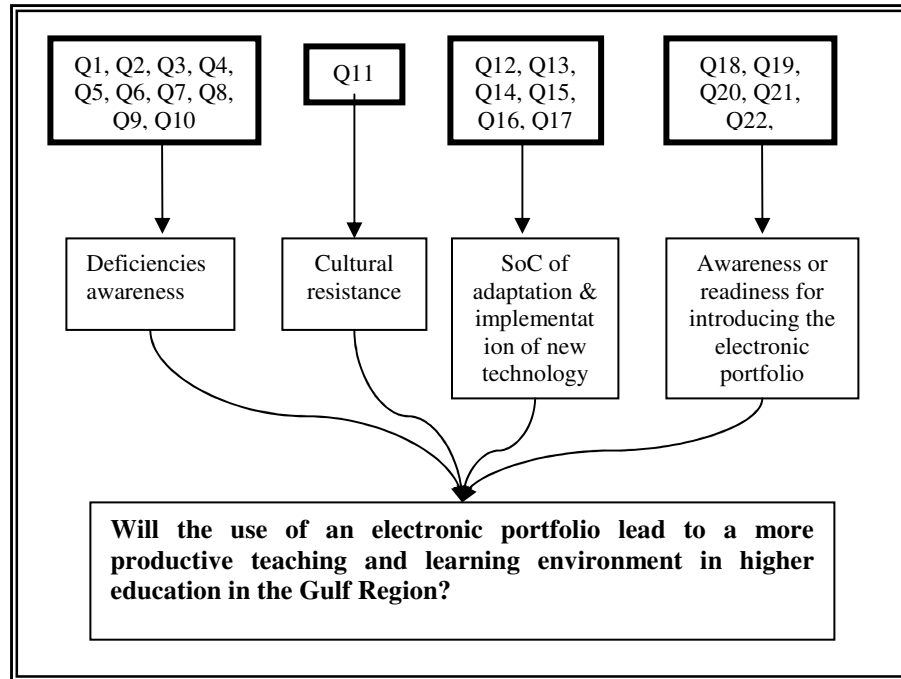 Q1, Q2, Q3, Q4,
Q5, Q6, Q7, Q8,
Q9, Q10
Q11
Q12, Q13,
Q14, Q15,
Q16, Q17
Q18, Q19,
Q20, Q21,
Q22,
Deficiencies
awareness
Cultural
resistance
SoC of
adaptation &
implementat
ion of new
technology
Awareness or
readiness for
introducing the
electronic
portfolio
Will the use of an electronic portfolio lead to a more
productive teaching and learning environment in higher
education in the Gulf Region?